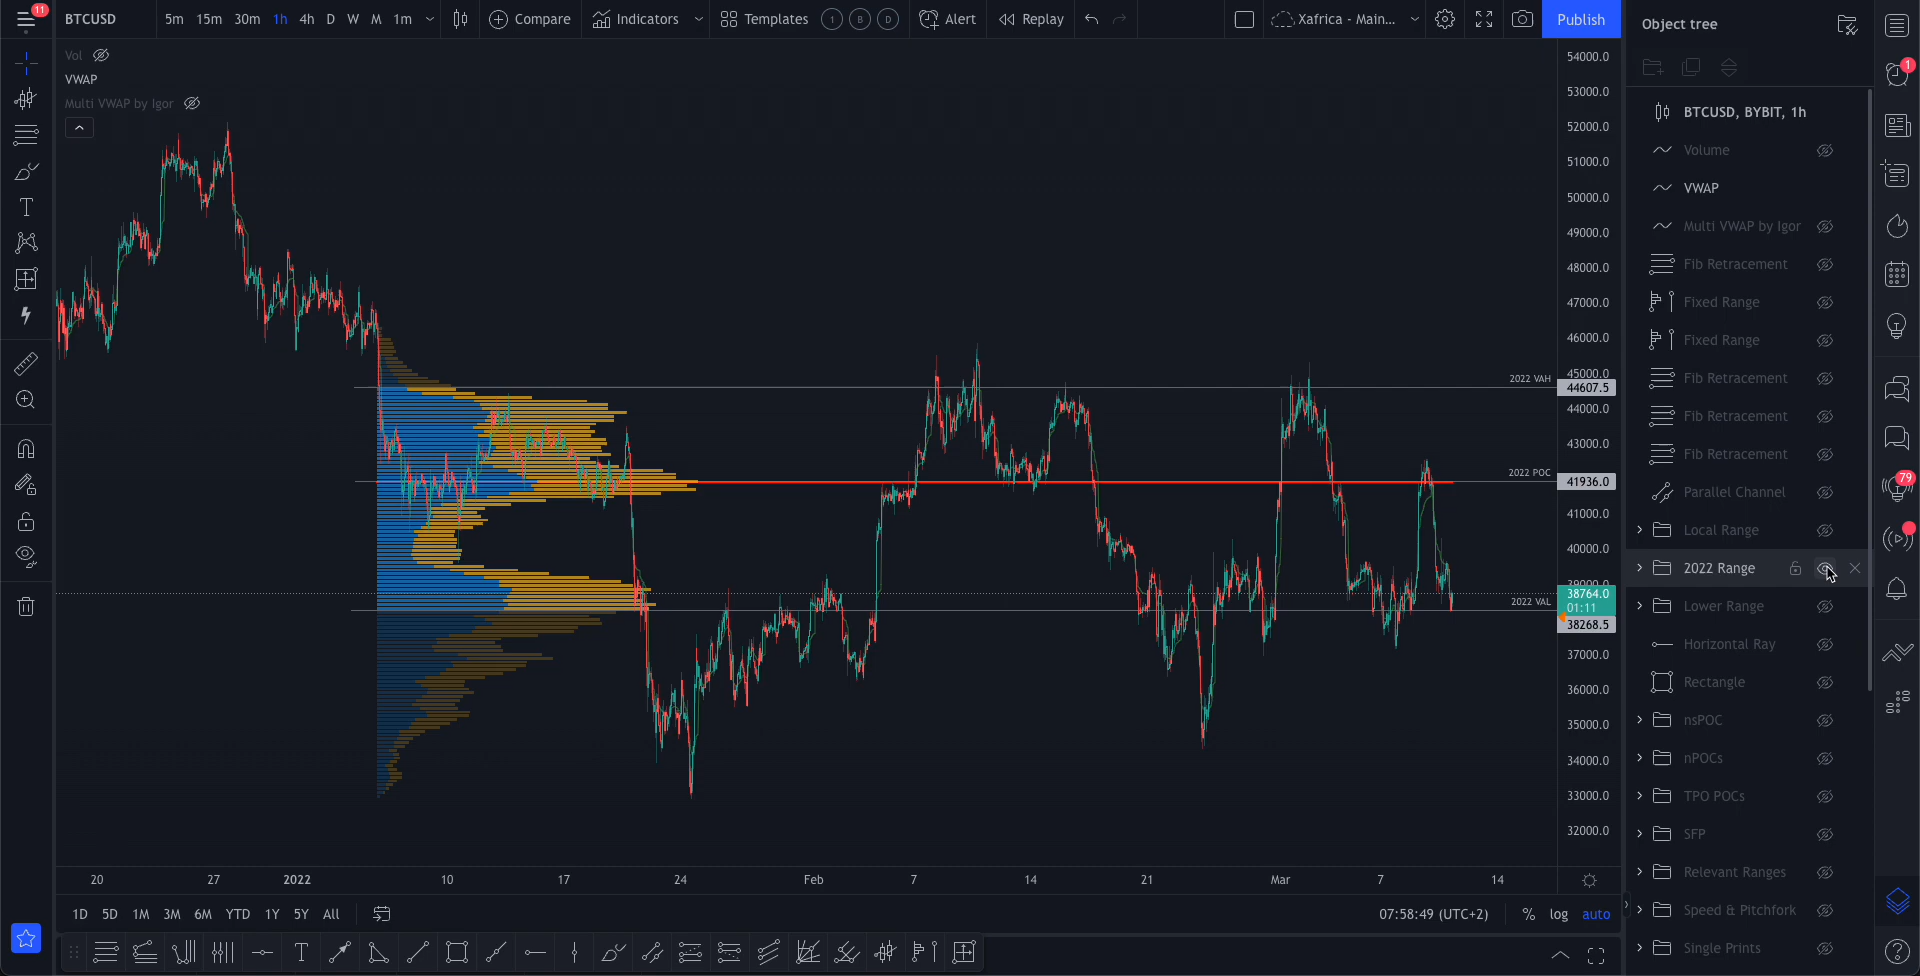 11
BTCUSD
5m 15m 30m 1h 4h D W M 1m
Compare
Indicators
Templates
1 B D
Alert
Replay
Xafrica - Main...
Publish
Object tree
Vol
VWAP
Multi VWAP by Igor
54000.0
53000.0
52000.0
51000.0
50000.0
49000.0
48000.0
47000.0
46000.0
45000.0
2022 VAH
44607.5
44000.0
43000.0
2022 POC
41936.0
41000.0
40000.0
39000.0
38764.0
01:11
2022 VAL
38268.5
37000.0
36000.0
35000.0
34000.0
33000.0
32000.0
20 27 2022 10 17 24 Feb 7 14 21 Mar 7 14
1D 5D 1M 3M 6M YTD 1Y 5Y All
07:58:49 (UTC+2)
% log auto
BTCUSD, BYBIT, 1h
Volume
VWAP
Multi VWAP by Igor
Fib Retracement
Fixed Range
Fixed Range
Fib Retracement
Fib Retracement
Fib Retracement
Parallel Channel
Local Range
2022 Range
Lower Range
Horizontal Ray
Rectangle
nsPOC
nPOCs
TPO POCs
SFP
Relevant Ranges
Speed & Pitchfork
Single Prints
1
79